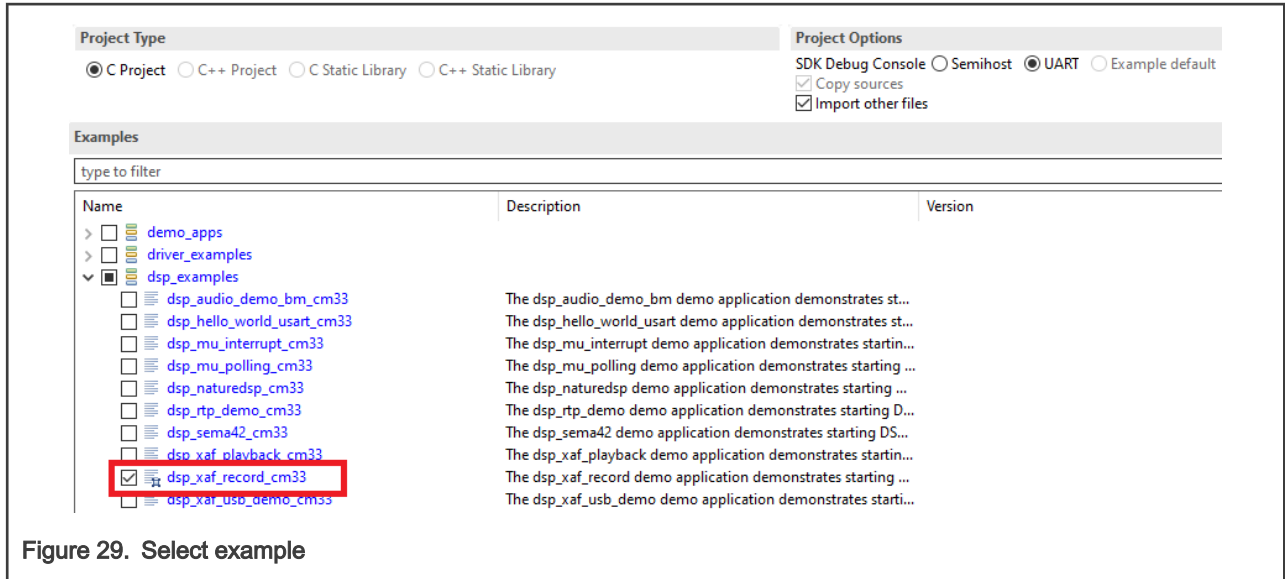 Project Type
C Project C++ Project C Static Library C++ Static Library
Project Options
SDK Debug Console Semihost UART Example default
Copy sources
Import other files
Examples
type to filter
Name Description Version
demo_apps
driver_examples
dsp_examples
dsp_audio_demo_bm_cm33 The dsp_audio_demo_bm demo application demonstrates st...
dsp_hello_world_usart_cm33 The dsp_hello_world_usart demo application demonstrates st...
dsp_mu_interrupt_cm33 The dsp_mu_interrupt demo application demonstrates startin...
dsp_mu_polling_cm33 The dsp_mu_polling demo application demonstrates starting ...
dsp_naturedsp_cm33 The dsp_naturedsp demo application demonstrates starting ...
dsp_rtp_demo_cm33 The dsp_rtp_demo demo application demonstrates starting D...
dsp_sema42_cm33 The dsp_sema42 demo application demonstrates starting DS...
dsp_xaf_playback_cm33 The dsp_xaf_playback demo application demonstrates startin...
dsp_xaf_record_cm33 The dsp_xaf_record demo application demonstrates starting ...
dsp_xaf_usb_demo_cm33 The dsp_xaf_usb_demo demo application demonstrates starti...
Figure 29. Select example